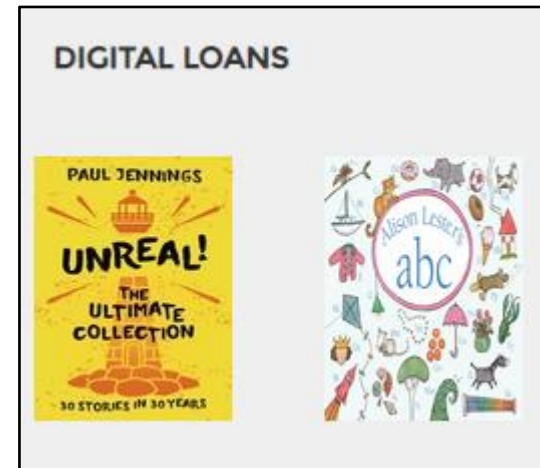 DIGITAL LOANS
PAUL JENNINGS
UNREAL!
THE
ULTIMATE
COLLECTION
30 STORIES IN 30 YEARS
Alison Lester's
abc